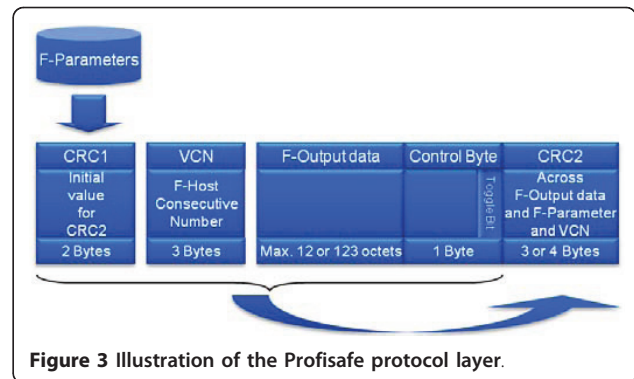 F-Parameters
CRC1
VCN
F-Output data
Control Byte
CRC2
Initial
value
for
CRC2
F-Host
Consecutive
Number
Toggle Bit
Across
F-Output data
and F-Parameter
and VCN
2 Bytes
3 Bytes
Max. 12 or 123 octets
1 Byte
3 or 4 Bytes
Figure 3 Illustration of the Profisafe protocol layer.